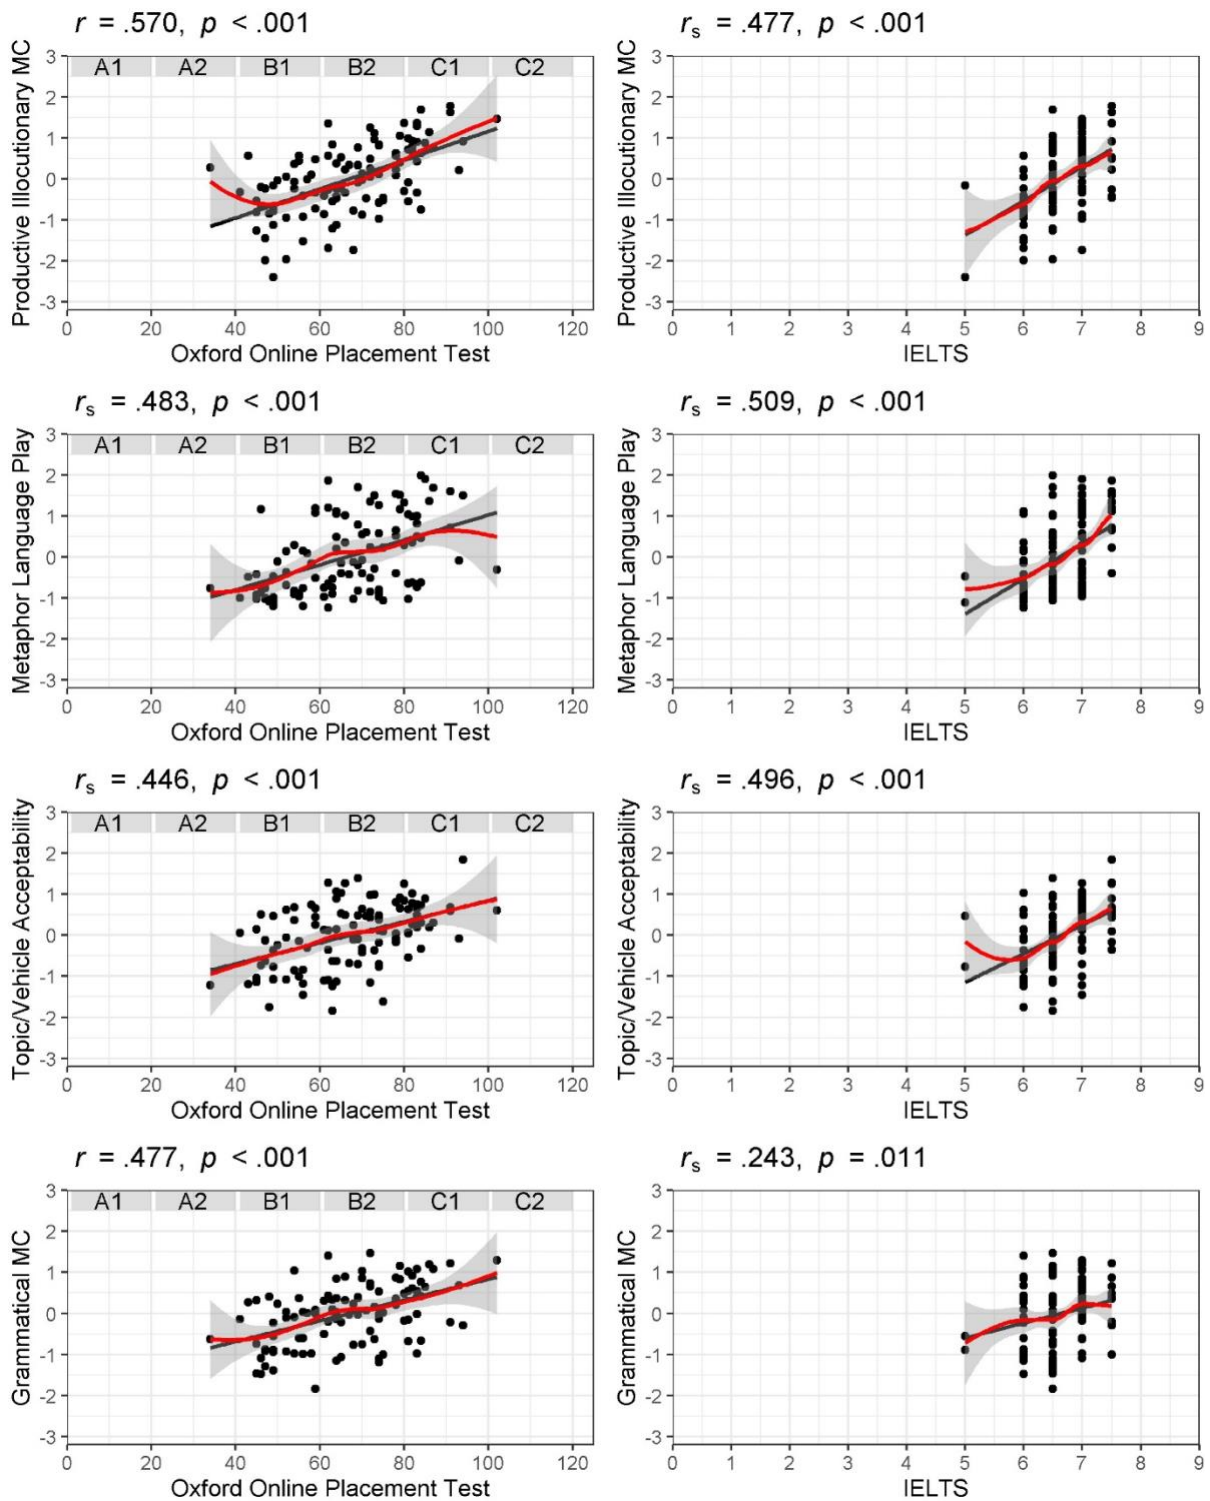 r = .570, p < .001
rs = .477, p < .001
Productive Illocutionary MC
3
2
1
0
-1
-2
-3
A1 A2 B1 B2 C1 C2
0 20 40 60 80 100 120
Oxford Online Placement Test
Productive Illocutionary MC
3
2
1
0
-1
-2
-3
0 1 2 3 4 5 6 7 8 9
IELTS
rs = .483, p < .001
rs = .509, p < .001
Metaphor Language Play
3
2
1
0
-1
-2
-3
A1 A2 B1 B2 C1 C2
0 20 40 60 80 100 120
Oxford Online Placement Test
Metaphor Language Play
3
2
1
0
-1
-2
-3
0 1 2 3 4 5 6 7 8 9
IELTS
rs = .446, p < .001
rs = .496, p < .001
Topic/Vehicle Acceptability
3
2
1
0
-1
-2
-3
A1 A2 B1 B2 C1 C2
0 20 40 60 80 100 120
Oxford Online Placement Test
Topic/Vehicle Acceptability
3
2
1
0
-1
-2
-3
0 1 2 3 4 5 6 7 8 9
IELTS
r = .477, p < .001
rs = .243, p = .011
Grammatical MC
3
2
1
0
-1
-2
-3
A1 A2 B1 B2 C1 C2
0 20 40 60 80 100 120
Oxford Online Placement Test
Grammatical MC
3
2
1
0
-1
-2
-3
0 1 2 3 4 5 6 7 8 9
IELTS